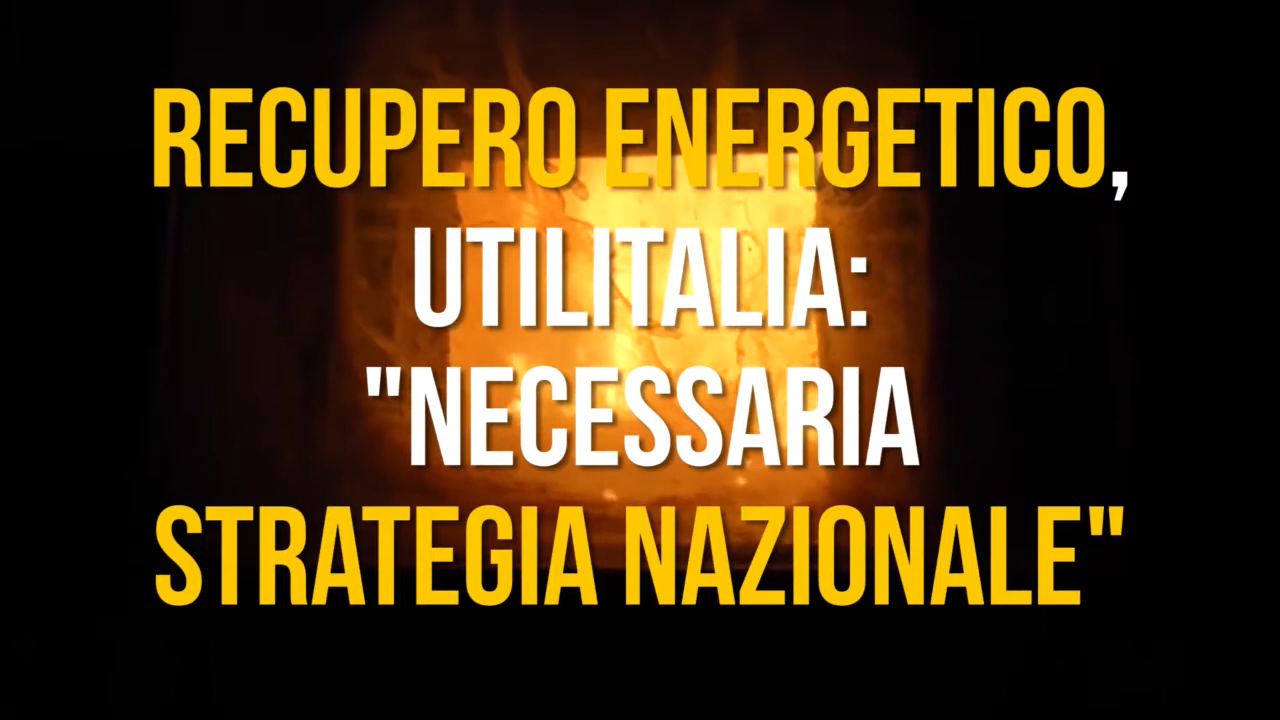 RECUPERO ENERGETICO,
UTILITALIA:
"NECESSARIA
STRATEGIA NAZIONALE"